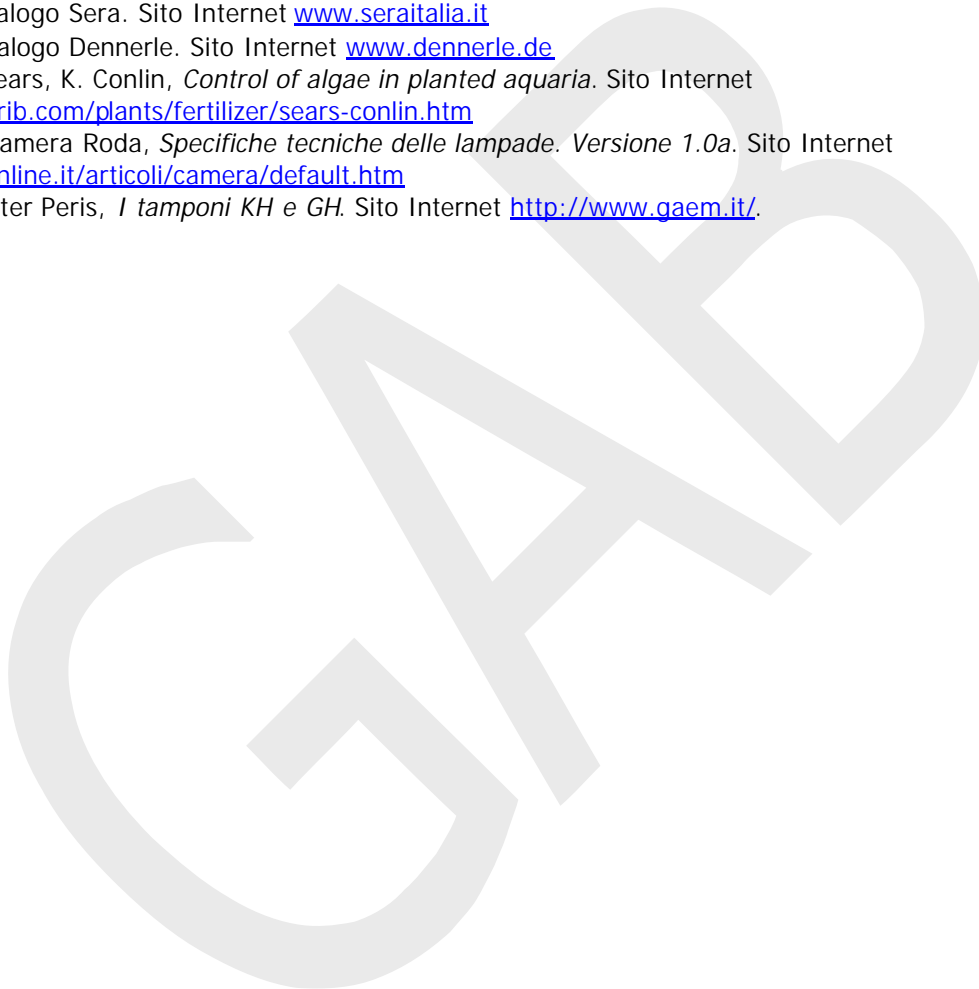 alogo Sera. Sito Internet www.seraitalia.it
alogo Dennerle. Sito Internet www.dennerle.de
ears, K. Conlin, Control of algae in planted aquaria. Sito Internet
rib.com/plants/fertilizer/sears-conlin.htm
amera Roda, Specifiche tecniche delle lampade. Versione 1.0a. Sito Internet
nline.it/articoli/camera/default.htm
ter Peris, I tamponi KH e GH. Sito Internet http://www.gaem.it/.
GAB